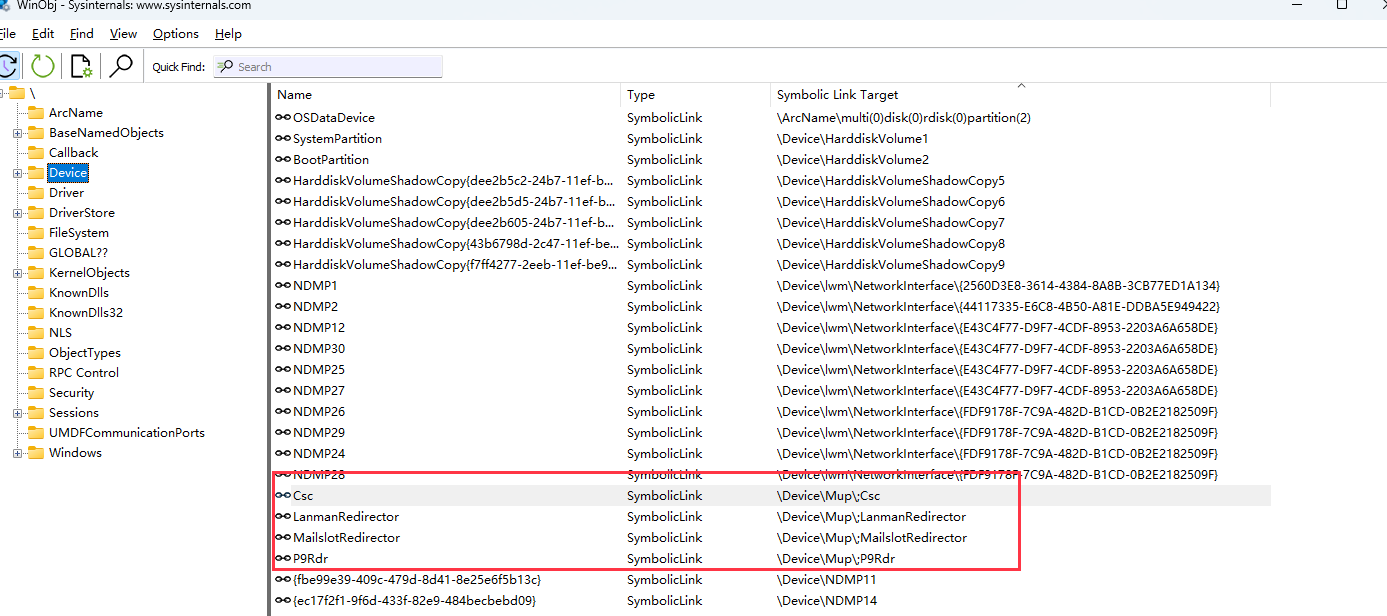 WinObj - Sysinternals: www.sysinternals.com
File Edit Find View Options Help
Quick Find: Search
\
ArcName
BaseNamedObjects
Callback
Device
Driver
DriverStore
FileSystem
GLOBAL??
KernelObjects
KnownDlls
KnownDlls32
NLS
ObjectTypes
RPC Control
Security
Sessions
UMDFCommunicationPorts
Windows
Name Type Symbolic Link Target
OSDataDevice SymbolicLink \ArcName\multi(0)disk(0)rdisk(0)partition(2)
SystemPartition SymbolicLink \Device\HarddiskVolume1
BootPartition SymbolicLink \Device\HarddiskVolume2
HarddiskVolumeShadowCopy{dee2b5c2-24b7-11ef-b... SymbolicLink \Device\HarddiskVolumeShadowCopy5
HarddiskVolumeShadowCopy{dee2b5d5-24b7-11ef-b... SymbolicLink \Device\HarddiskVolumeShadowCopy6
HarddiskVolumeShadowCopy{dee2b605-24b7-11ef-b... SymbolicLink \Device\HarddiskVolumeShadowCopy7
HarddiskVolumeShadowCopy{43b6798d-2c47-11ef-be... SymbolicLink \Device\HarddiskVolumeShadowCopy8
HarddiskVolumeShadowCopy{f7ff4277-2eeb-11ef-be9... SymbolicLink \Device\HarddiskVolumeShadowCopy9
NDMP1 SymbolicLink \Device\lwm\NetworkInterface\{2560D3E8-3614-4384-8A8B-3CB77ED1A134}
NDMP2 SymbolicLink \Device\lwm\NetworkInterface\{44117335-E6C8-4B50-A81E-DDBA5E949422}
NDMP12 SymbolicLink \Device\lwm\NetworkInterface\{E43C4F77-D9F7-4CDF-8953-2203A6A658DE}
NDMP30 SymbolicLink \Device\lwm\NetworkInterface\{E43C4F77-D9F7-4CDF-8953-2203A6A658DE}
NDMP25 SymbolicLink \Device\lwm\NetworkInterface\{E43C4F77-D9F7-4CDF-8953-2203A6A658DE}
NDMP27 SymbolicLink \Device\lwm\NetworkInterface\{E43C4F77-D9F7-4CDF-8953-2203A6A658DE}
NDMP26 SymbolicLink \Device\lwm\NetworkInterface\{FDF9178F-7C9A-482D-B1CD-0B2E2182509F}
NDMP29 SymbolicLink \Device\lwm\NetworkInterface\{FDF9178F-7C9A-482D-B1CD-0B2E2182509F}
NDMP24 SymbolicLink \Device\lwm\NetworkInterface\{FDF9178F-7C9A-482D-B1CD-0B2E2182509F}
NDMP28 SymbolicLink \Device\lwm\NetworkInterface\{FDF9178F-7C9A-482D-B1CD-0B2E2182509F}
Csc SymbolicLink \Device\Mup\;Csc
LanmanRedirector SymbolicLink \Device\Mup\;LanmanRedirector
MailslotRedirector SymbolicLink \Device\Mup\;MailslotRedirector
P9Rdr SymbolicLink \Device\Mup\;P9Rdr
{fbe99e39-409c-479d-8d41-8e25e6f5b13c} SymbolicLink \Device\NDMP11
{ec17f2f1-9f6d-433f-82e9-484becbebd09} SymbolicLink \Device\NDMP14